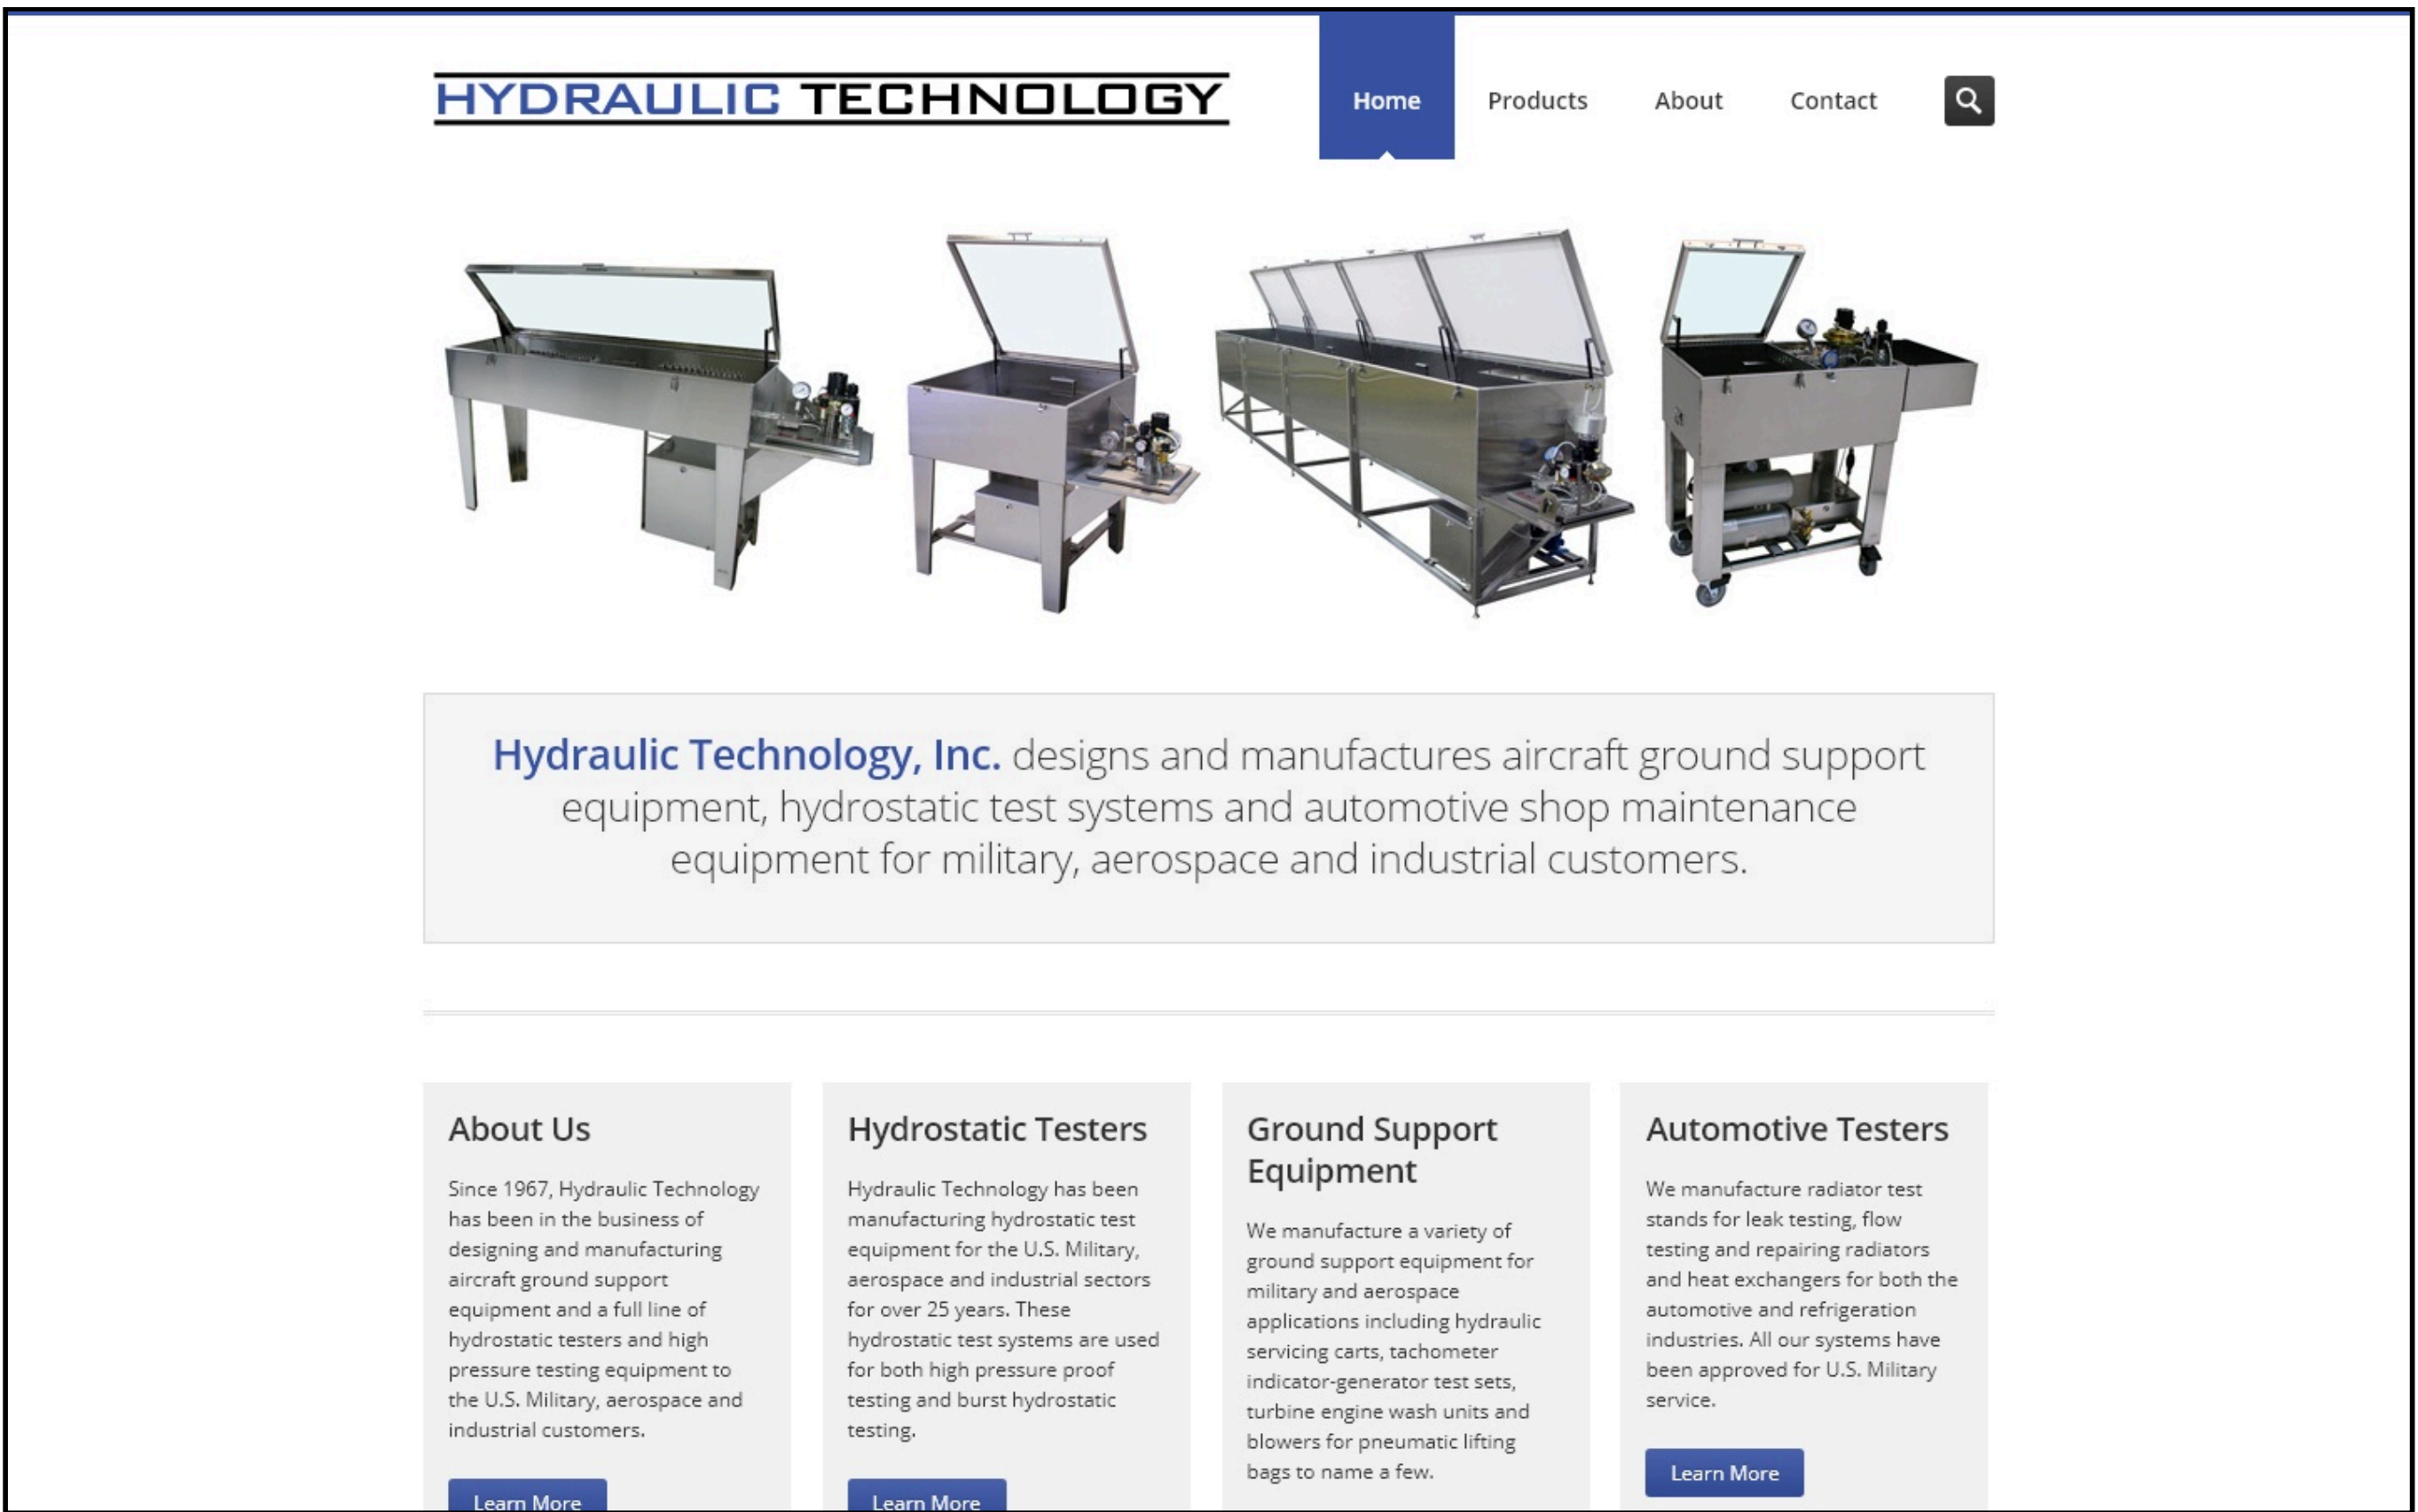 HYDRAULIC TECHNOLOGY
Home
Products
About
Contact
Hydraulic Technology, Inc. designs and manufactures aircraft ground support
equipment, hydrostatic test systems and automotive shop maintenance
equipment for military, aerospace and industrial customers.
About Us
Since 1967, Hydraulic Technology
has been in the business of
designing and manufacturing
aircraft ground support
equipment and a full line of
hydrostatic testers and high
pressure testing equipment to
the U.S. Military, aerospace and
industrial customers.
Learn More
Hydrostatic Testers
Hydraulic Technology has been
manufacturing hydrostatic test
equipment for the U.S. Military,
aerospace and industrial sectors
for over 25 years. These
hydrostatic test systems are used
for both high pressure proof
testing and burst hydrostatic
testing.
Learn More
Ground Support
Equipment
We manufacture a variety of
ground support equipment for
military and aerospace
applications including hydraulic
servicing carts, tachometer
indicator-generator test sets,
turbine engine wash units and
blowers for pneumatic lifting
bags to name a few.
Automotive Testers
We manufacture radiator test
stands for leak testing, flow
testing and repairing radiators
and heat exchangers for both the
automotive and refrigeration
industries. All our systems have
been approved for U.S. Military
service.
Learn More